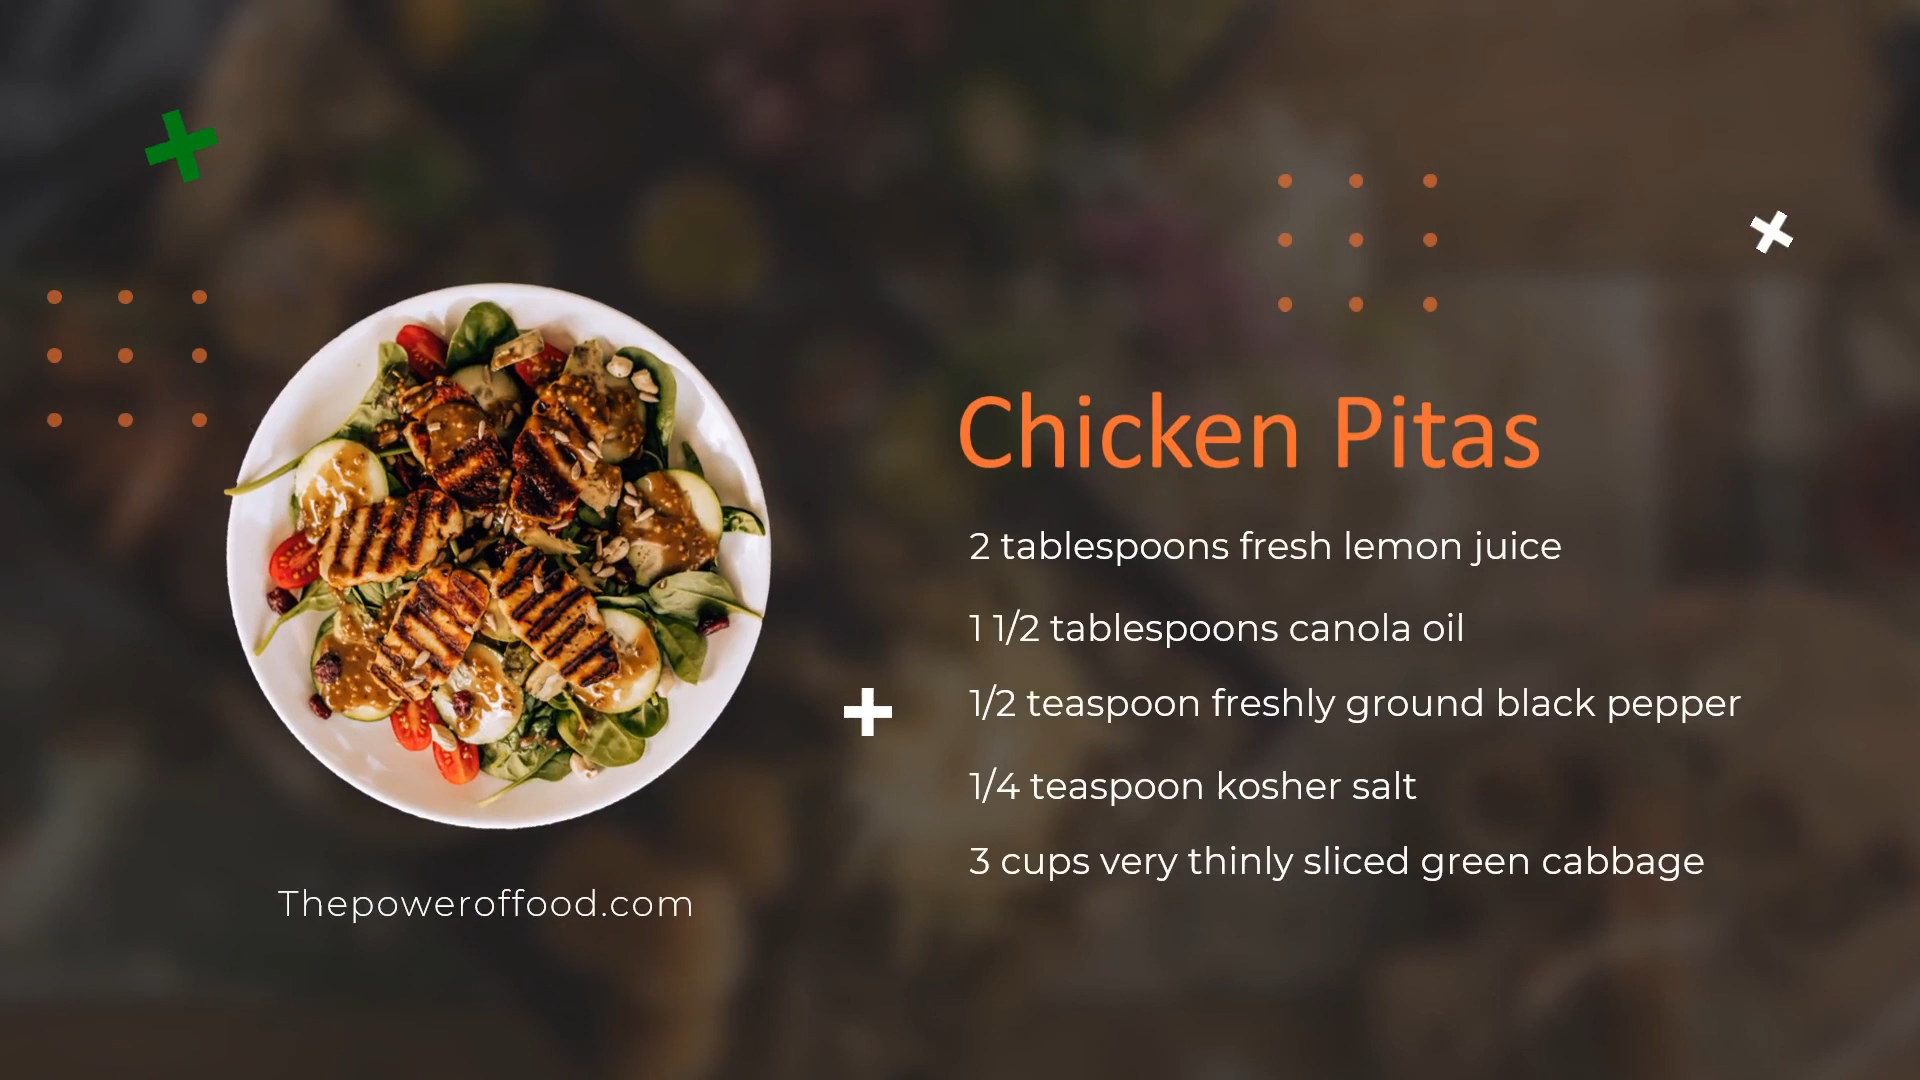 Chicken Pitas
2 tablespoons fresh lemon juice
1 1/2 tablespoons canola oil
1/2 teaspoon freshly ground black pepper
1/4 teaspoon kosher salt
3 cups very thinly sliced green cabbage
Thepoweroffood.com